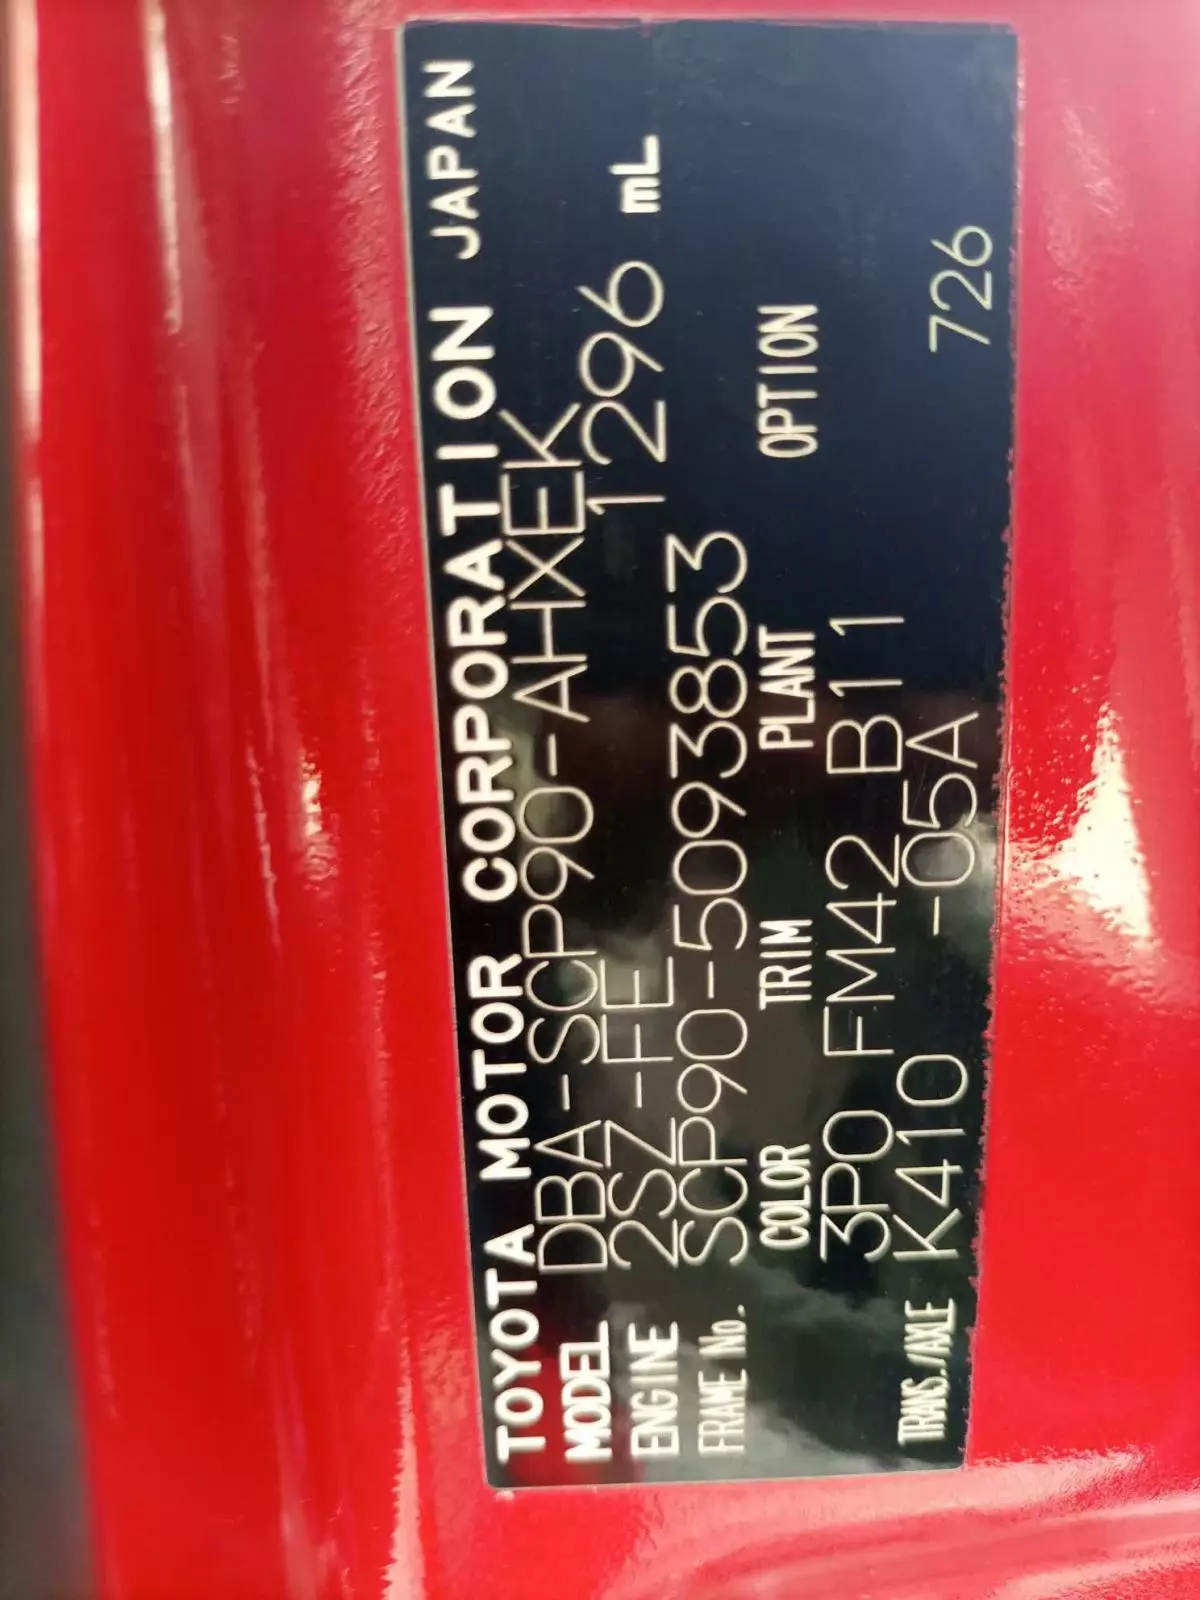 TOYOTA MOTOR CORPORATION JAPAN
MODEL DBA-SCP90-AHXEK
ENGINE 2SZ-FE 1296 mL
FRAME No. SCP90-5093853
COLOR TRIM PLANT OPTION
3P0 FM42 B11
TRANS./AXLE K410 -05A 726